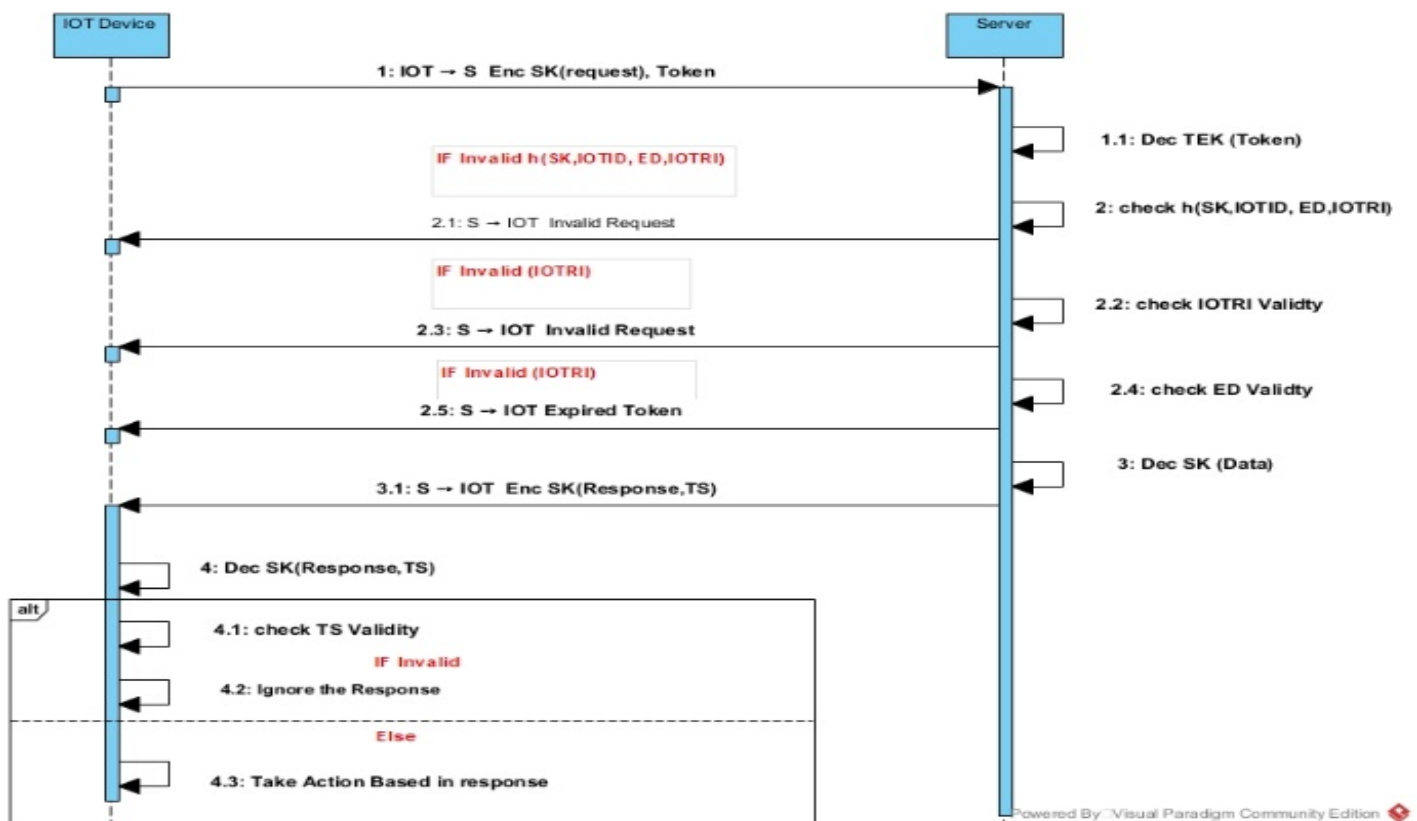 IOT Device
Server
1: IOT → S Enc SK(request), Token
1.1: Dec TEK (Token)
IF Invalid h(SK,IOTID, ED,IOTRI)
2: check h(SK,IOTID, ED,IOTRI)
2.1: S → IOT Invalid Request
IF Invalid (IOTRI)
2.2: check IOTRI Validty
2.3: S → IOT Invalid Request
IF Invalid (IOTRI)
2.4: check ED Validty
2.5: S → IOT Expired Token
3: Dec SK (Data)
3.1: S → IOT Enc SK(Response,TS)
4: Dec SK(Response,TS)
alt
4.1: check TS Validity
IF Invalid
4.2: Ignore the Response
Else
4.3: Take Action Based in response
Powered By Visual Paradigm Community Edition